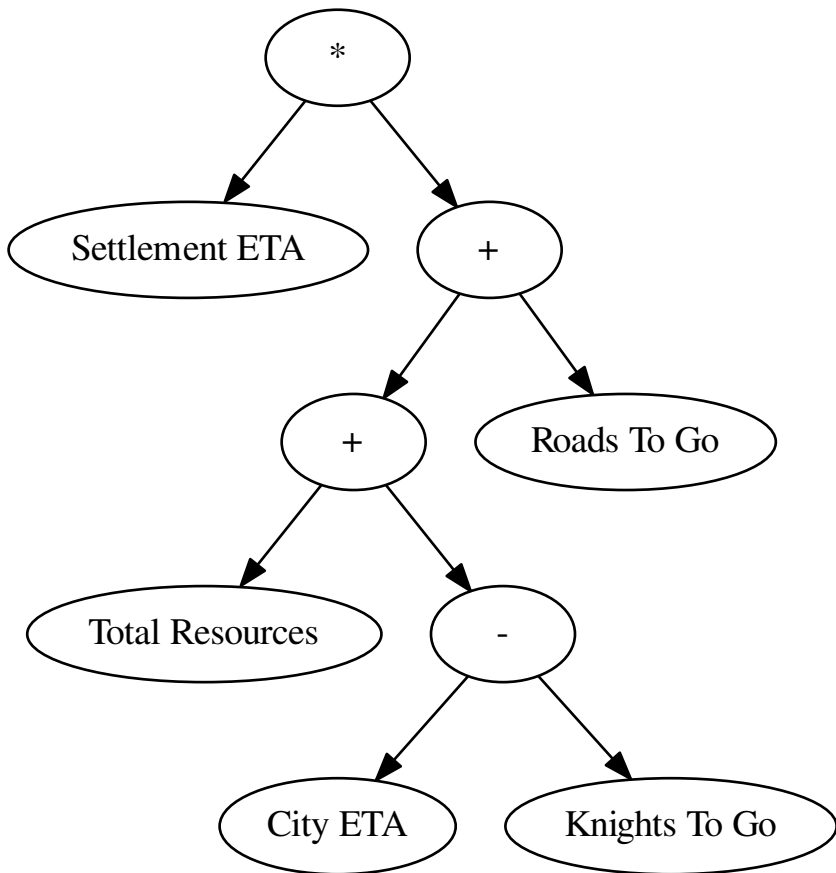 *
Settlement ETA
+
+
Roads To Go
Total Resources
-
City ETA
Knights To Go